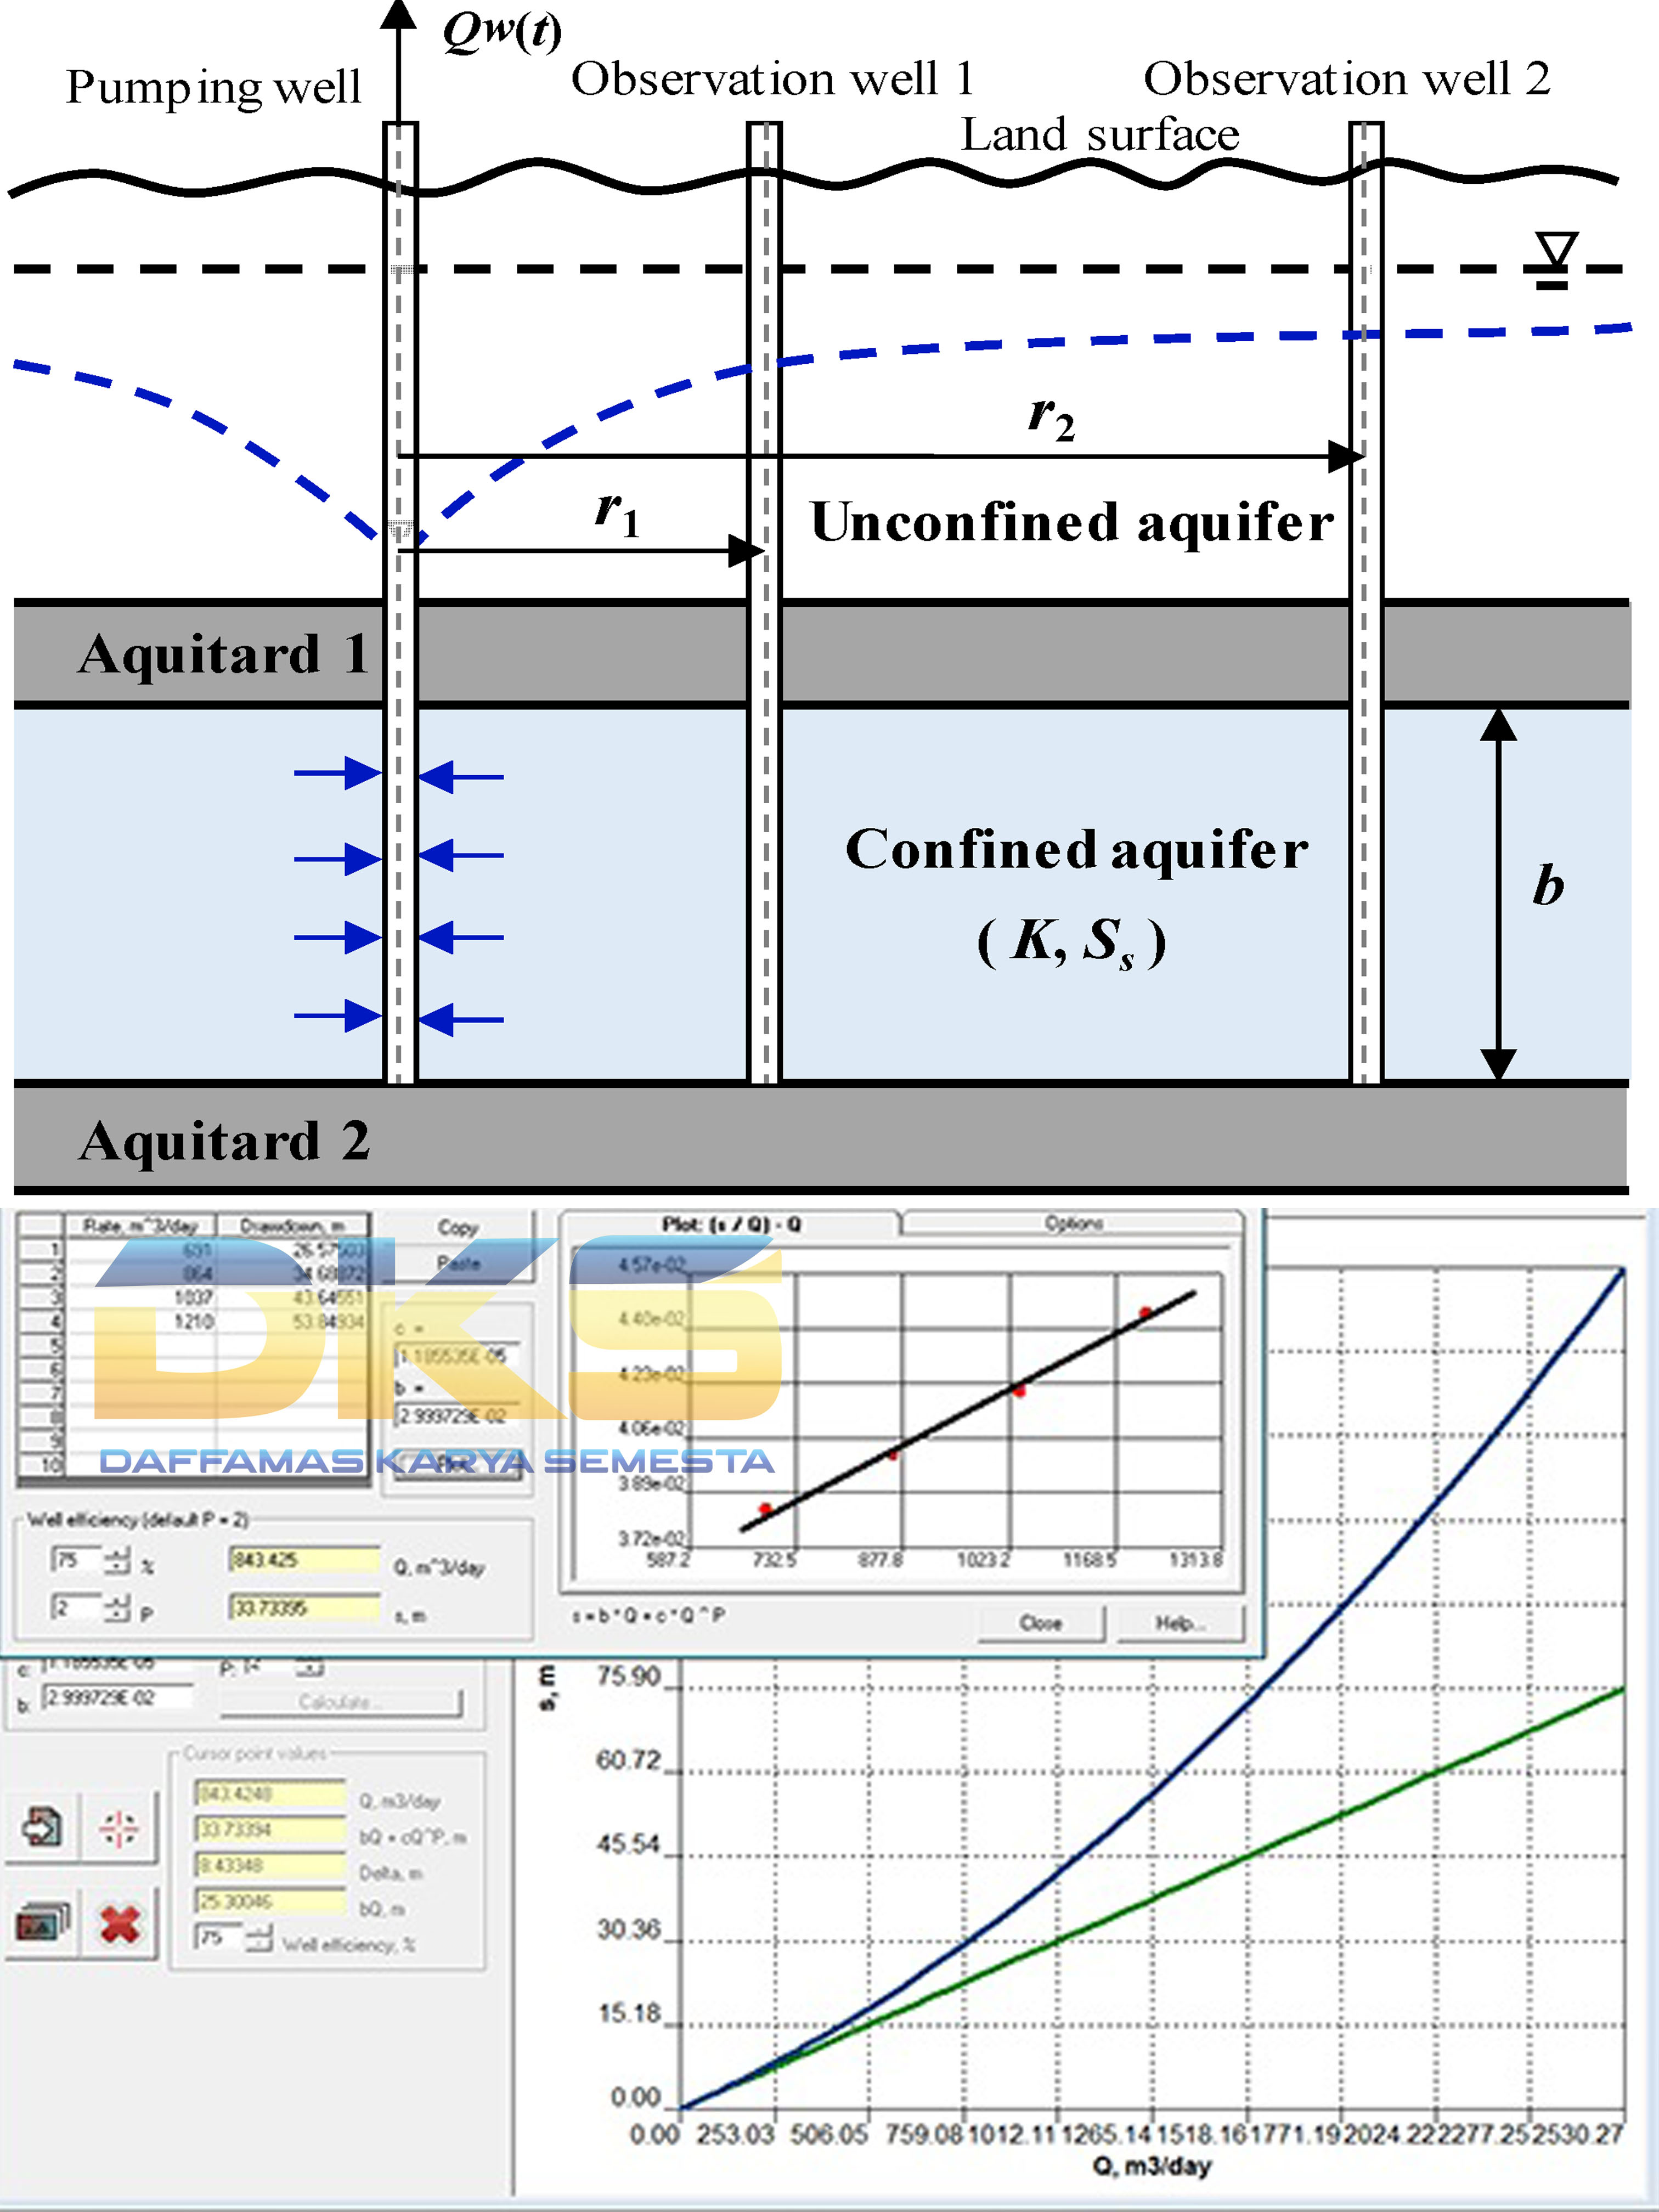 Qw(t)
Pumping well
Observation well 1
Observation well 2
Land surface
r2
r1
Unconfined aquifer
Aquitard 1
Confined aquifer
( K, Ss )
b
Aquitard 2
Rate, m^3/day Drawdown, m
1 691 26.57503
2 864 34.68872
3 1037 43.64551
4 1210 53.84934
5
6
7
8
9
10
Copy
Paste
c =
1.185535E-05
b =
2.999729E-02
DKS
DAFFAMAS KARYA SEMESTA
Plot: (s / Q) - Q
Options
4.57e-02
4.40e-02
4.23e-02
4.06e-02
3.89e-02
3.72e-02
587.2 732.5 877.8 1023.2 1168.5 1313.8
Well efficiency (default P = 2)
75 % 843.425 Q, m^3/day
2 P 33.73395 s, m
s = b * Q + c * Q ^ P
Close
Help...
c: 1.185535E-05 P:
b: 2.999729E-02
Calculate...
Cursor point values
843.4248 Q, m3/day
33.73394 bQ + cQ^P, m
8.43348 Delta, m
25.30046 bQ, m
75 Well efficiency, %
s, m
75.90
60.72
45.54
30.36
15.18
0.00
0.00 253.03 506.05 759.08 1012.11 1265.14 1518.16 1771.19 2024.22 2277.25 2530.27
Q, m3/day